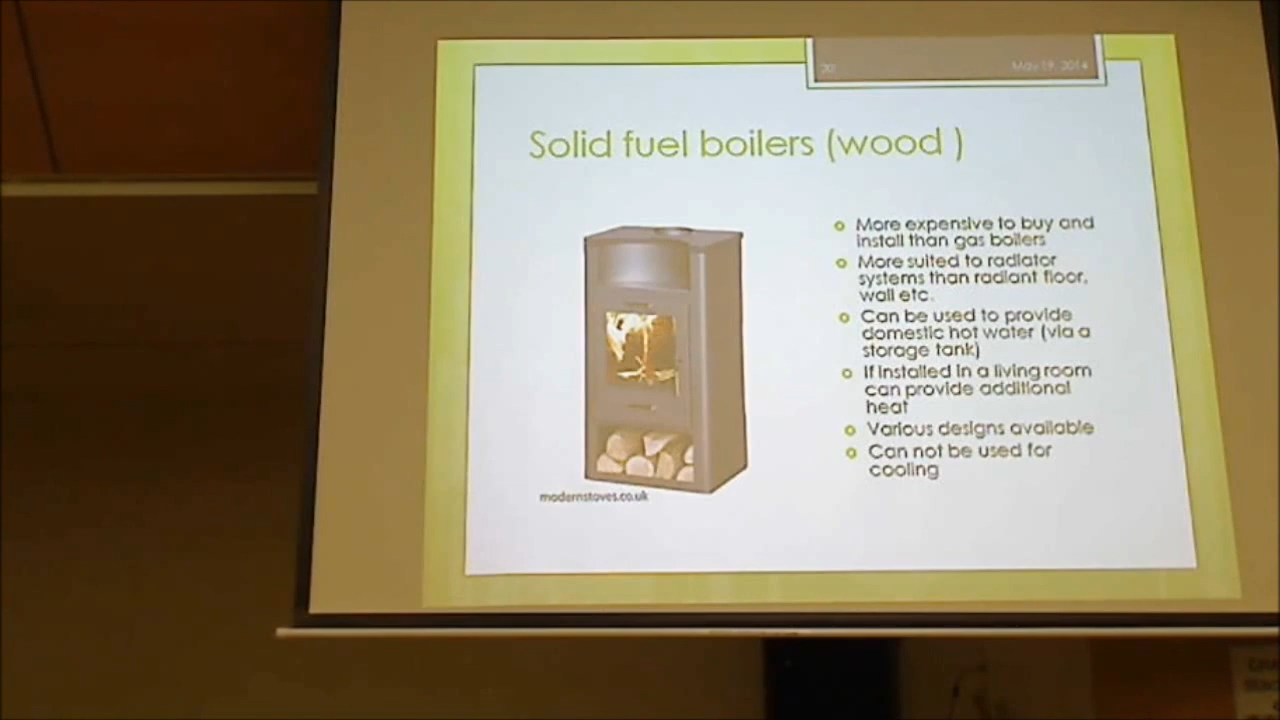 20 May 19, 2014
Solid fuel boilers (wood )
More expensive to buy and
install than gas boilers
More suited to radiator
systems than radiant floor,
wall etc.
Can be used to provide
domestic hot water (via a
storage tank)
If installed in a living room
can provide additional
heat
Various designs available
Can not be used for
cooling
modernstoves.co.uk